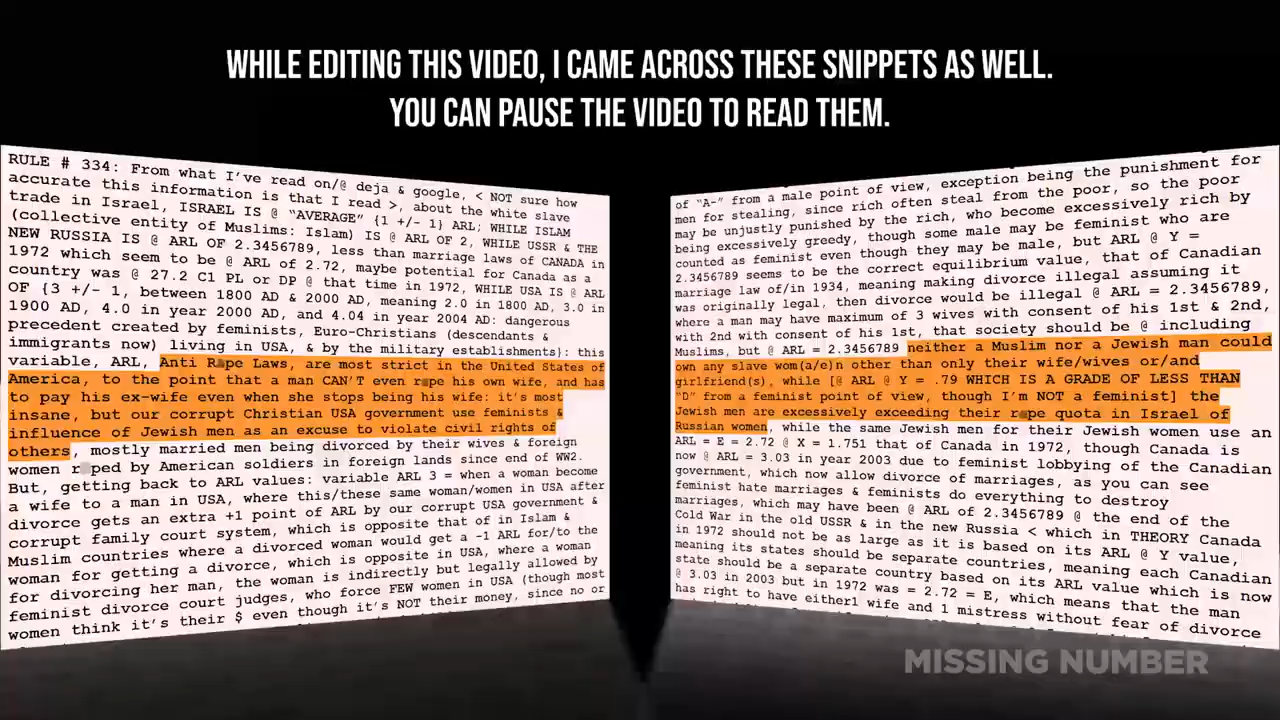 WHILE EDITING THIS VIDEO, I CAME ACROSS THESE SNIPPETS AS WELL.
YOU CAN PAUSE THE VIDEO TO READ THEM.
RULE # 334: From what I've read on/@ deja & google, < NOT sure how
accurate this information is that I read >, about the white slave
trade in Israel, ISRAEL IS @ "AVERAGE" {1 +/- 1} ARL; WHILE ISLAM
(collective entity of Muslims: Islam) IS @ ARL OF 2, WHILE USSR & THE
NEW RUSSIA IS @ ARL OF 2.3456789, less than marriage laws of CANADA in
1972 which seem to be @ ARL of 2.72, maybe potential for Canada as a
country was @ 27.2 C1 PL or DP @ that time in 1972, WHILE USA IS @ ARL
OF {3 +/- 1, between 1800 AD & 2000 AD, meaning 2.0 in 1800 AD, 3.0 in
1900 AD, 4.0 in year 2000 AD, and 4.04 in year 2004 AD: dangerous
precedent created by feminists, Euro-Christians (descendants &
immigrants now) living in USA, & by the military establishments}: this
variable, ARL, Anti Rape Laws, are most strict in the United States of
America, to the point that a man CAN'T even rape his own wife, and has
to pay his ex-wife even when she stops being his wife: it's most
insane, but our corrupt Christian USA government use feminists &
influence of Jewish men as an excuse to violate civil rights of
others, mostly married men being divorced by their wives & foreign
women r ped by American soldiers in foreign lands since end of WW2.
But, getting back to ARL values: variable ARL 3 = when a woman become
a wife to a man in USA, where this/these same woman/women in USA after
divorce gets an extra +1 point of ARL by our corrupt USA government &
corrupt family court system, which is opposite that of in Islam &
Muslim countries where a divorced woman would get a -1 ARL for/to the
woman for getting a divorce, which is opposite in USA, where a woman
for divorcing her man, the woman is indirectly but legally allowed by
feminist divorce court judges, who force FEW women in USA (though most
women think it's their $ even though it's NOT their money, since no or
of "A-" from a male point of view, exception being the punishment for
men for stealing, since rich often steal from the poor, so the poor
may be unjustly punished by the rich, who become excessively rich by
being excessively greedy, though some male may be feminist who are
counted as feminist even though they may be male, but ARL @ Y =
2.3456789 seems to be the correct equilibrium value, that of Canadian
marriage law of/in 1934, meaning making divorce illegal assuming it
was originally legal, then divorce would be illegal @ ARL = 2.3456789,
where a man may have maximum of 3 wives with consent of his 1st & 2nd,
with 2nd with consent of his 1st, that society should be @ including
Muslims, but @ ARL = 2.3456789 neither a Muslim nor a Jewish man could
own any slave wom(a/e)n other than only their wife/wives or/and
girlfriend(s), while [@ ARL @ Y = .79 WHICH IS A GRADE OF LESS THAN
"D" from a feminist point of view, though I'm NOT a feminist] the
Jewish men are excessively exceeding their rape quota in Israel of
Russian women, while the same Jewish men for their Jewish women use an
ARL = E = 2.72 @ X = 1.751 that of Canada in 1972, though Canada is
now @ ARL = 3.03 in year 2003 due to feminist lobbying of the Canadian
government, which now allow divorce of marriages, as you can see
feminist hate marriages & feminists do everything to destroy
marriages, which may have been @ ARL of 2.3456789 @ the end of the
Cold War in the old USSR & in the new Russia < which in THEORY Canada
in 1972 should not be as large as it is based on its ARL @ Y value,
meaning its states should be separate countries, meaning each Canadian
state should be a separate country based on its ARL value which is now
@ 3.03 in 2003 but in 1972 was = 2.72 = E, which means that the man
has right to have either1 wife and 1 mistress without fear of divorce
MISSING NUMBER